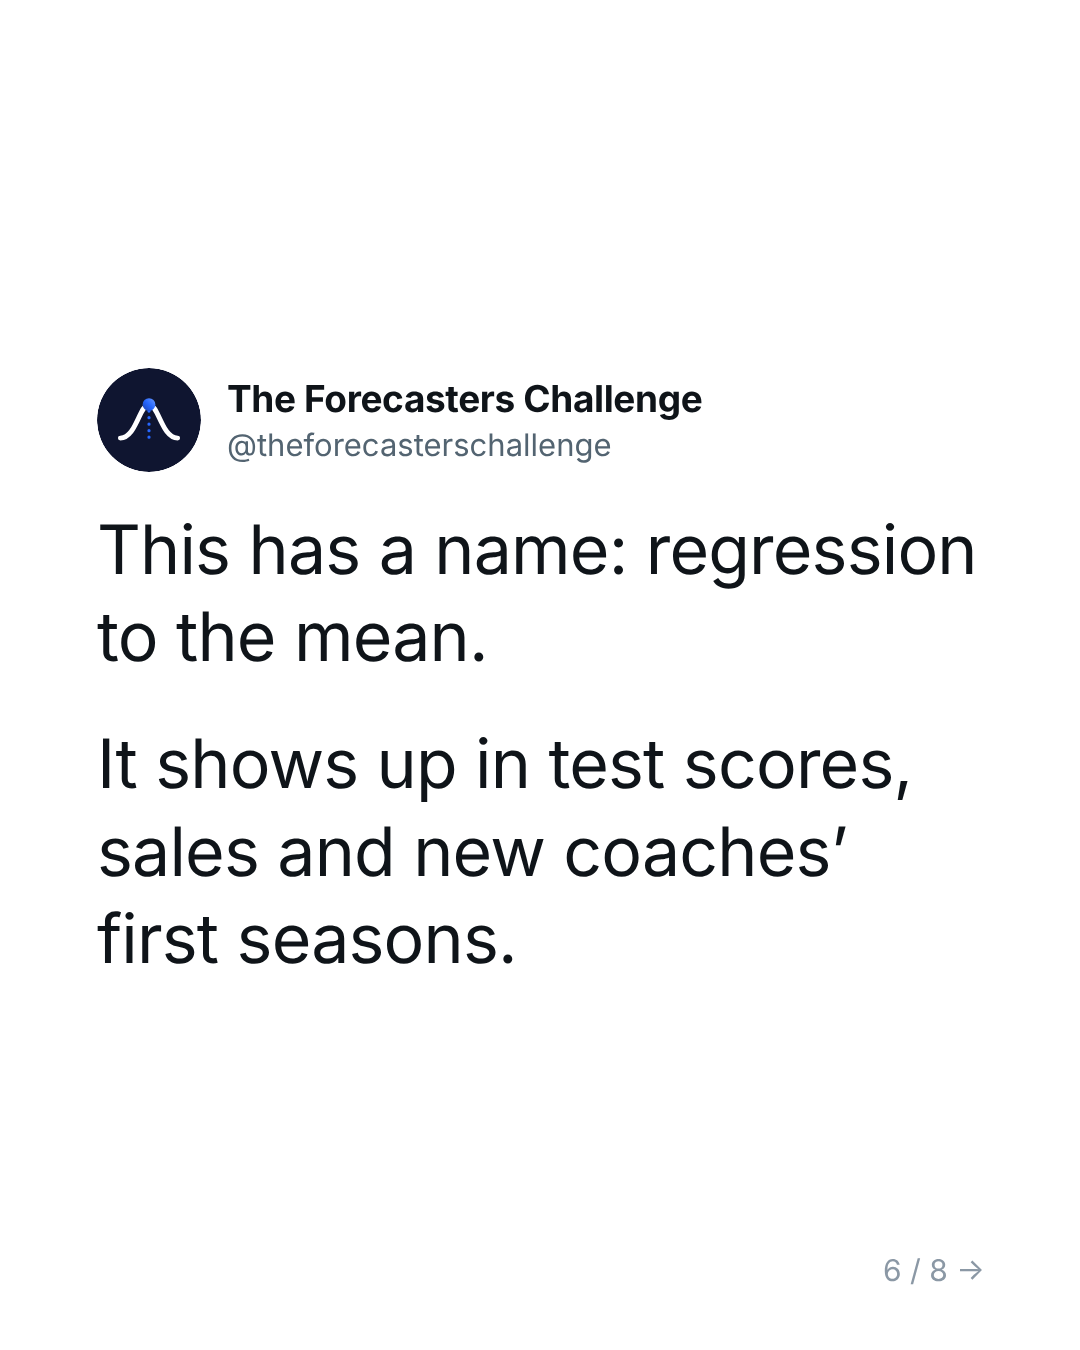 The Forecasters Challenge
@theforecasterschallenge
This has a name: regression
to the mean.
It shows up in test scores,
sales and new coaches’
first seasons.
6 / 8 →